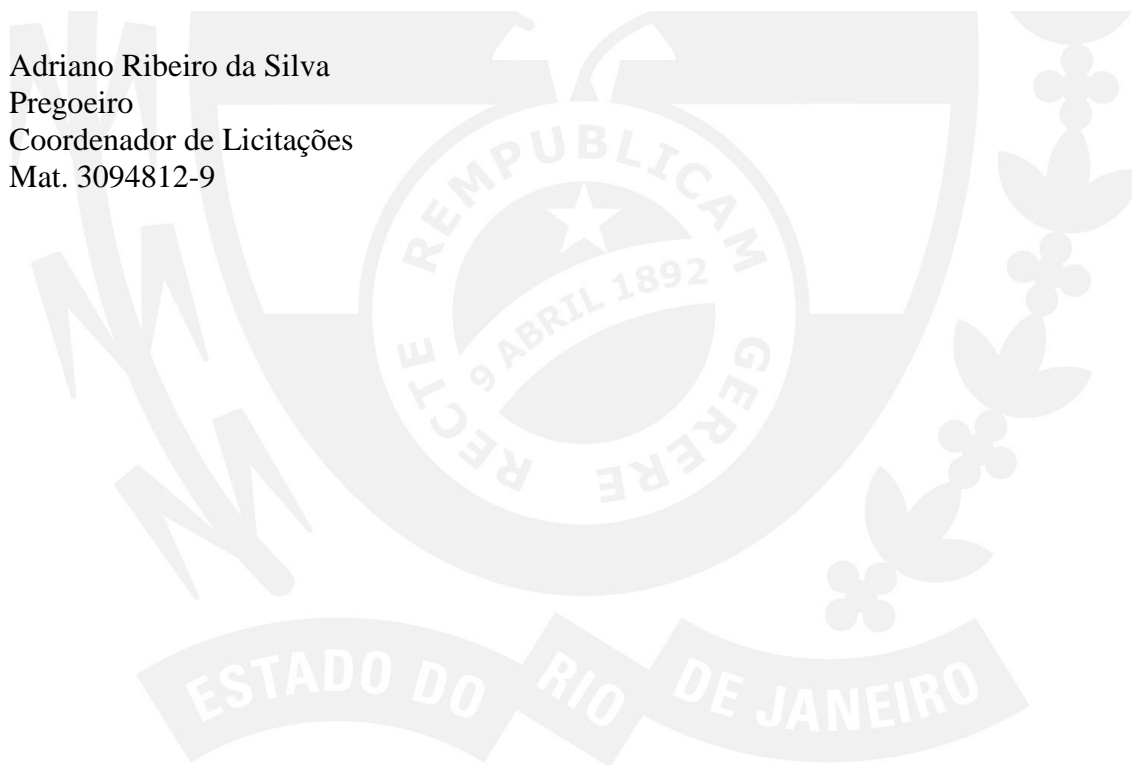 Adriano Ribeiro da Silva
Pregoeiro
Coordenador de Licitações
Mat. 3094812-9
RECTE REMPUBLICAM GERERE
9 ABRIL 1892
ESTADO DO RIO DE JANEIRO